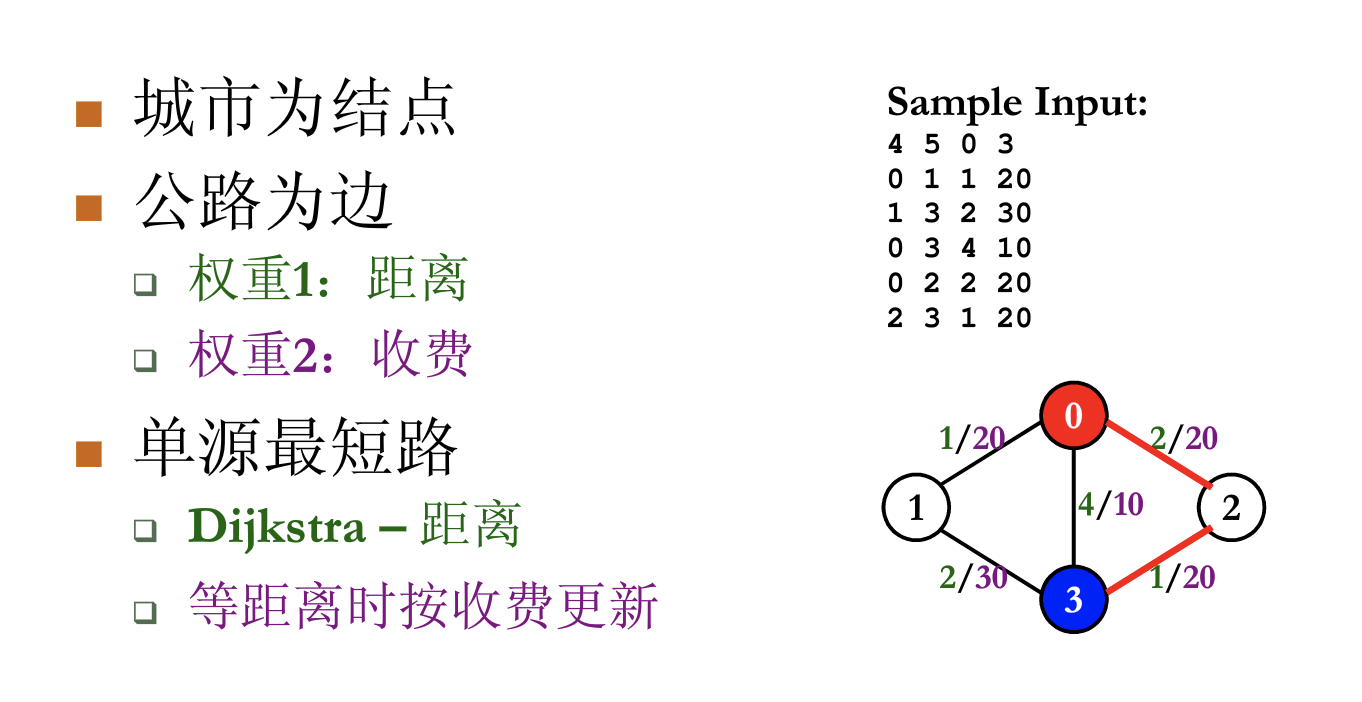 城市为结点
公路为边
权重1：距离
权重2：收费
单源最短路
Dijkstra – 距离
等距离时按收费更新
Sample Input:
4 5 0 3
0 1 1 20
1 3 2 30
0 3 4 10
0 2 2 20
2 3 1 20
0
1/20
2/20
1
4/10
2
2/30
1/20
3